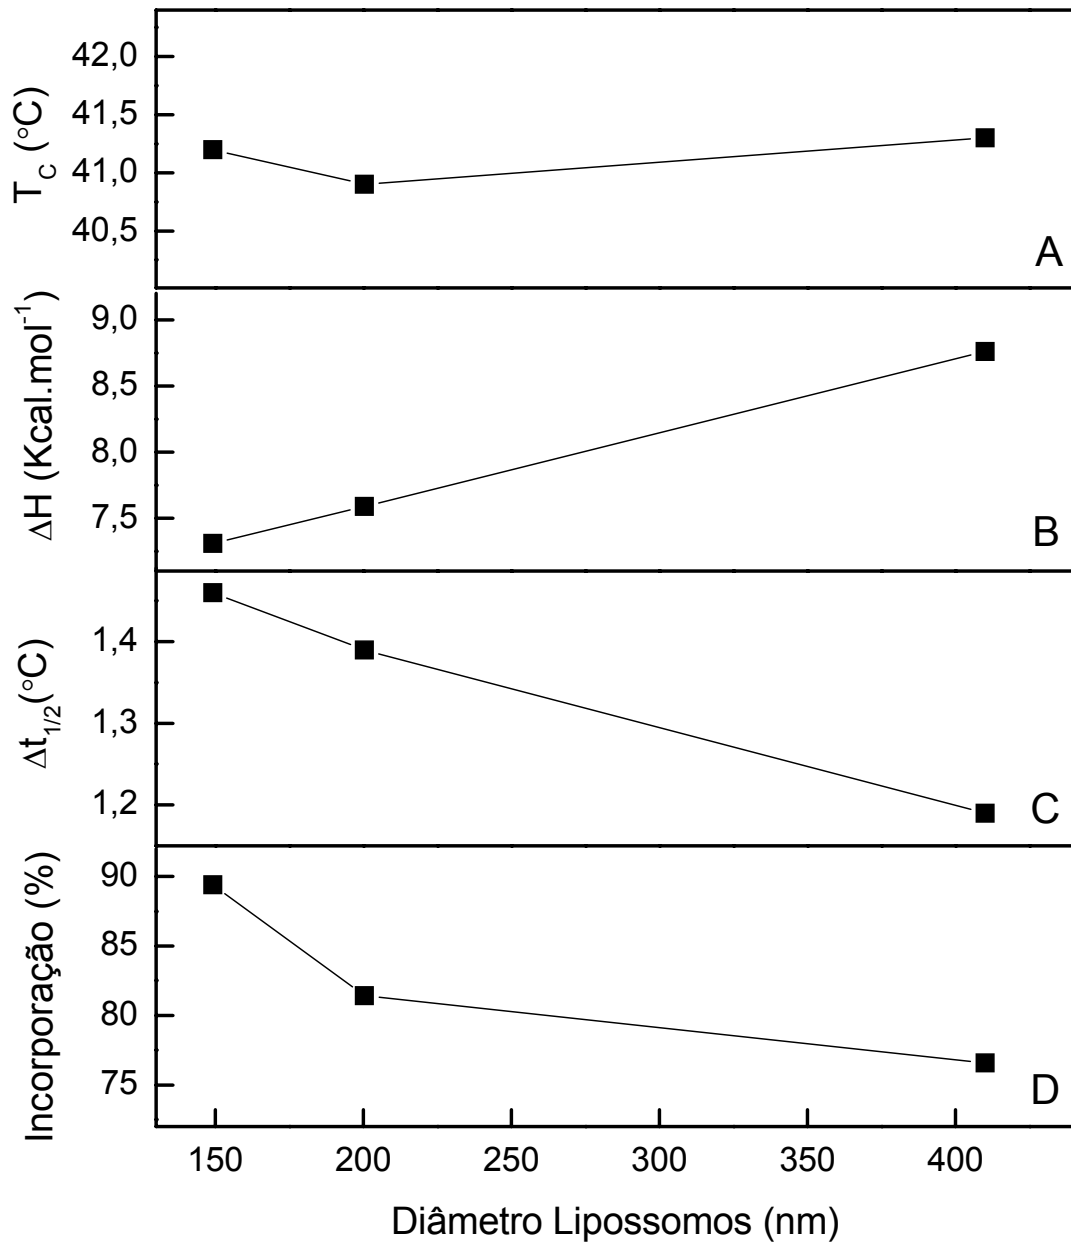 T_C (°C)
42,0
41,5
41,0
40,5
A
ΔH (Kcal.mol⁻¹)
9,0
8,5
8,0
7,5
B
Δt_1/2(°C)
1,4
1,3
1,2
C
Incorporação (%)
90
85
80
75
D
150 200 250 300 350 400
Diâmetro Lipossomos (nm)